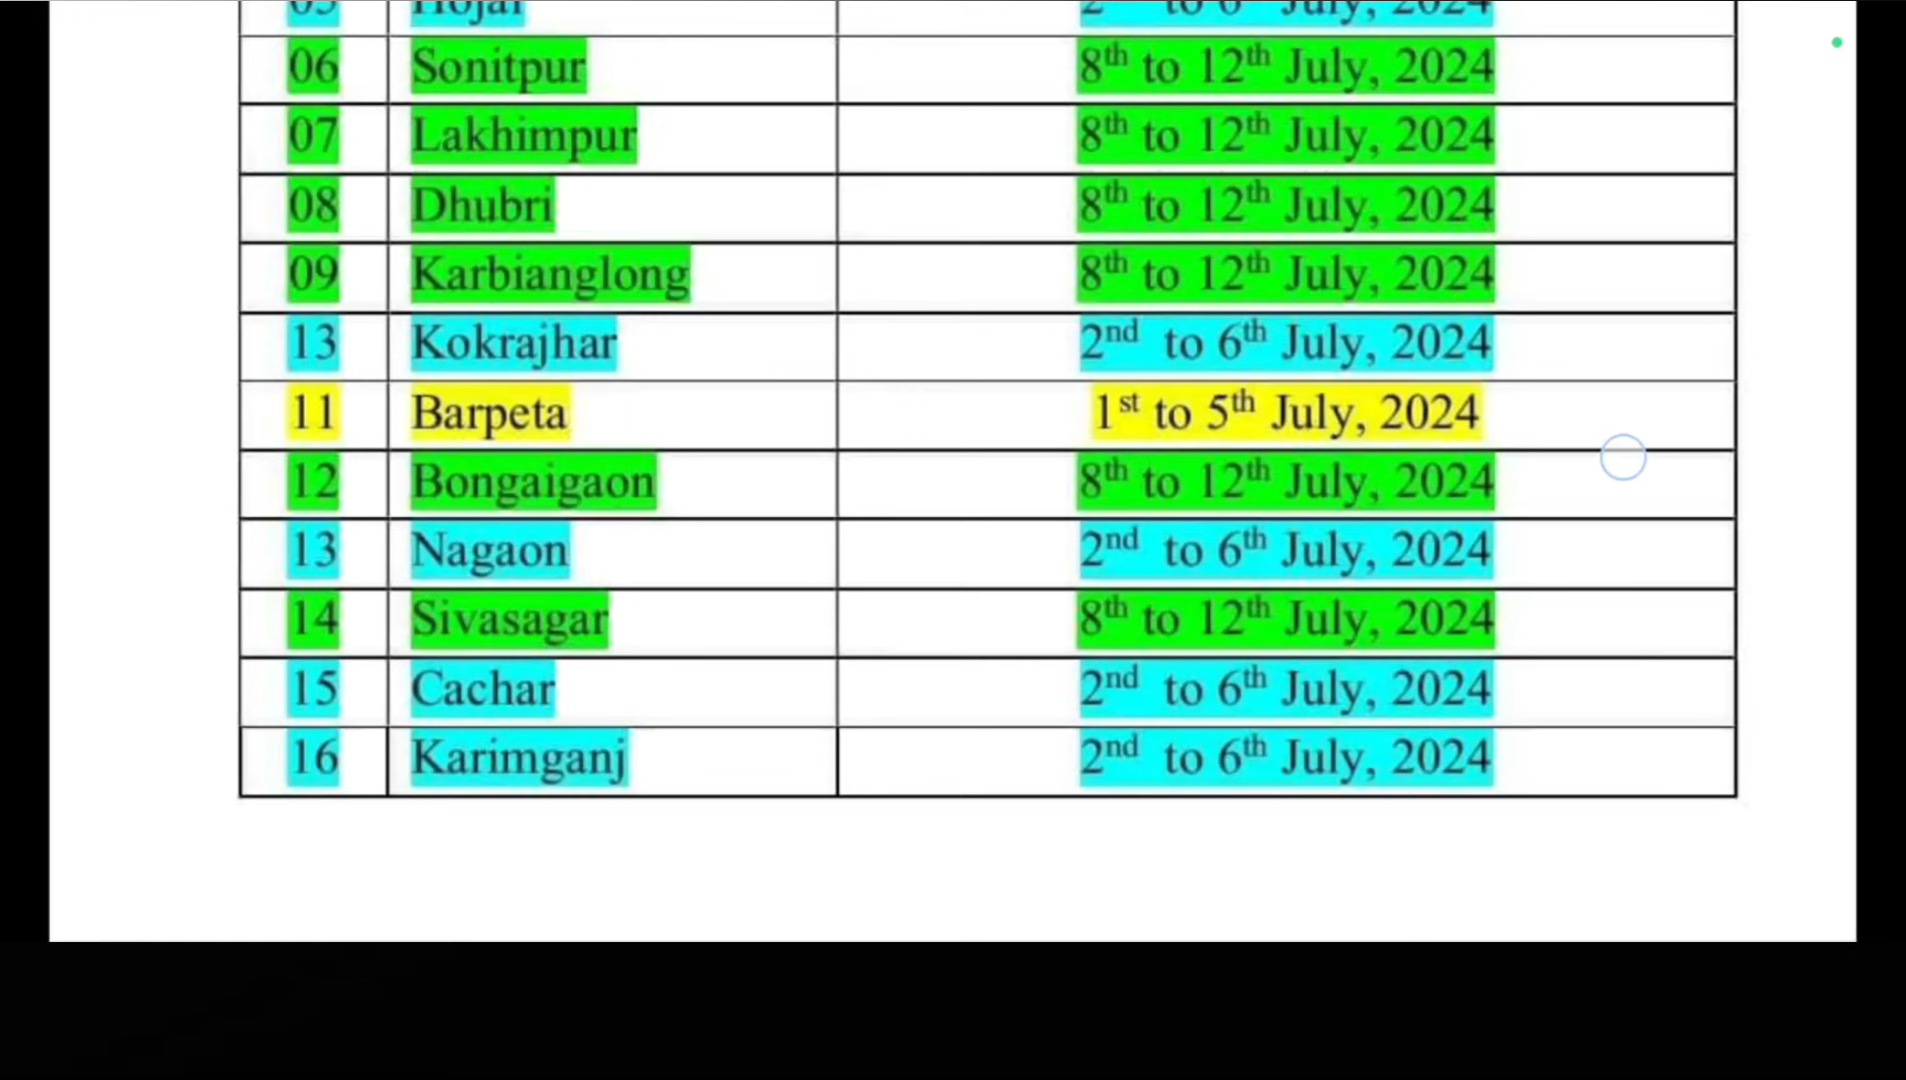 05 Hojai 2 to 6 July, 2024
06 Sonitpur 8th to 12th July, 2024
07 Lakhimpur 8th to 12th July, 2024
08 Dhubri 8th to 12th July, 2024
09 Karbianglong 8th to 12th July, 2024
13 Kokrajhar 2nd to 6th July, 2024
11 Barpeta 1st to 5th July, 2024
12 Bongaigaon 8th to 12th July, 2024
13 Nagaon 2nd to 6th July, 2024
14 Sivasagar 8th to 12th July, 2024
15 Cachar 2nd to 6th July, 2024
16 Karimganj 2nd to 6th July, 2024